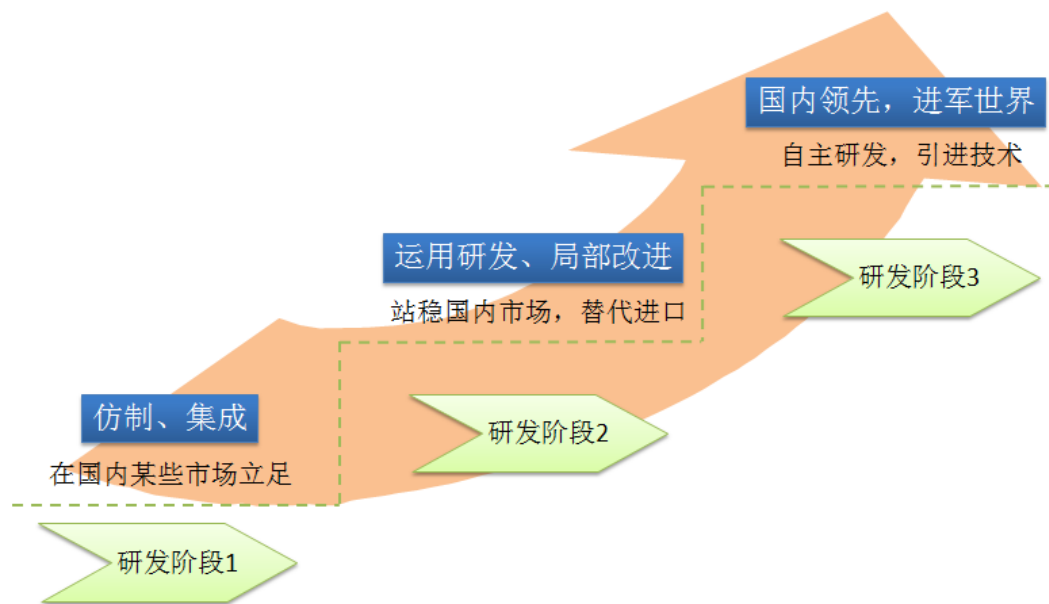 国内领先，进军世界
自主研发，引进技术
运用研发、局部改进
站稳国内市场，替代进口
研发阶段3
仿制、集成
在国内某些市场立足
研发阶段2
研发阶段1